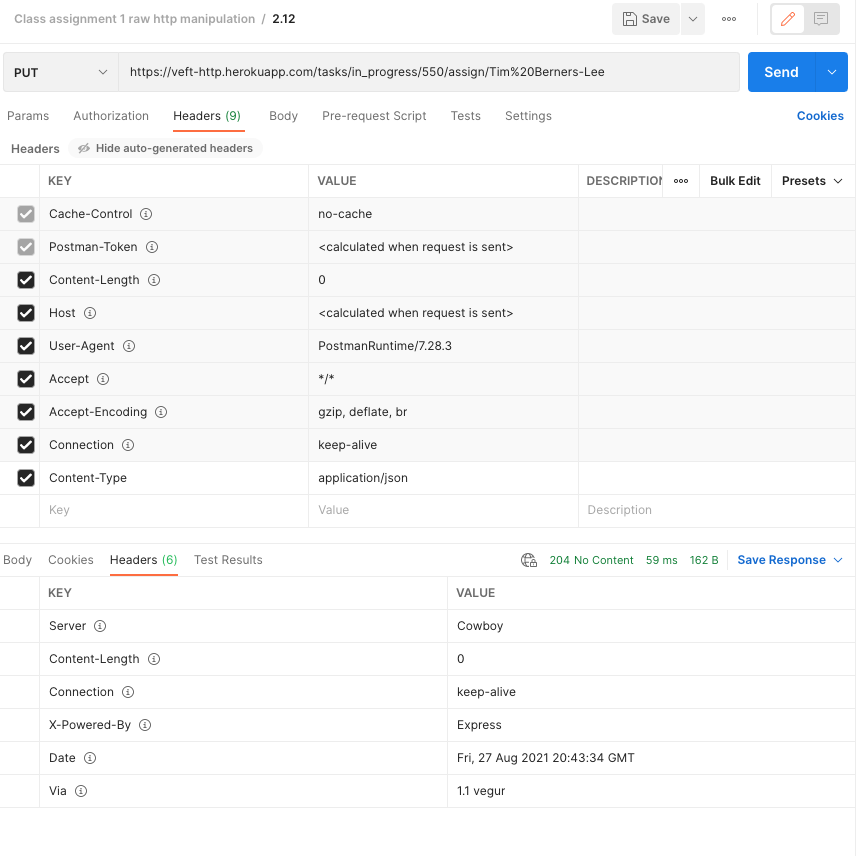 Class assignment 1 raw http manipulation / 2.12 Save
PUT https://veft-http.herokuapp.com/tasks/in_progress/550/assign/Tim%20Berners-Lee Send
Params Authorization Headers (9) Body Pre-request Script Tests Settings Cookies
Headers Hide auto-generated headers
KEY VALUE DESCRIPTION Bulk Edit Presets
Cache-Control no-cache
Postman-Token <calculated when request is sent>
Content-Length 0
Host <calculated when request is sent>
User-Agent PostmanRuntime/7.28.3
Accept */*
Accept-Encoding gzip, deflate, br
Connection keep-alive
Content-Type application/json
Key Value Description
Body Cookies Headers (6) Test Results 204 No Content 59 ms 162 B Save Response
KEY VALUE
Server Cowboy
Content-Length 0
Connection keep-alive
X-Powered-By Express
Date Fri, 27 Aug 2021 20:43:34 GMT
Via 1.1 vegur